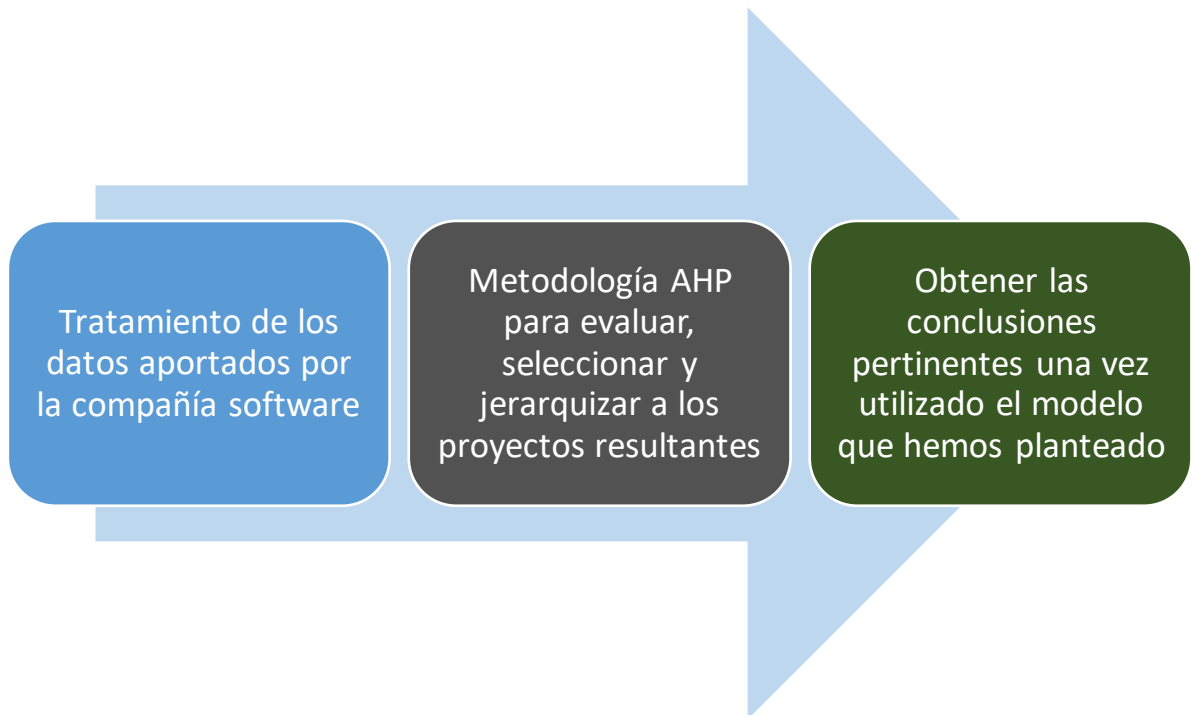 Tratamiento de los
datos aportados por
la compañía software
Metodología AHP
para evaluar,
seleccionar y
jerarquizar a los
proyectos resultantes
Obtener las
conclusiones
pertinentes una vez
utilizado el modelo
que hemos planteado